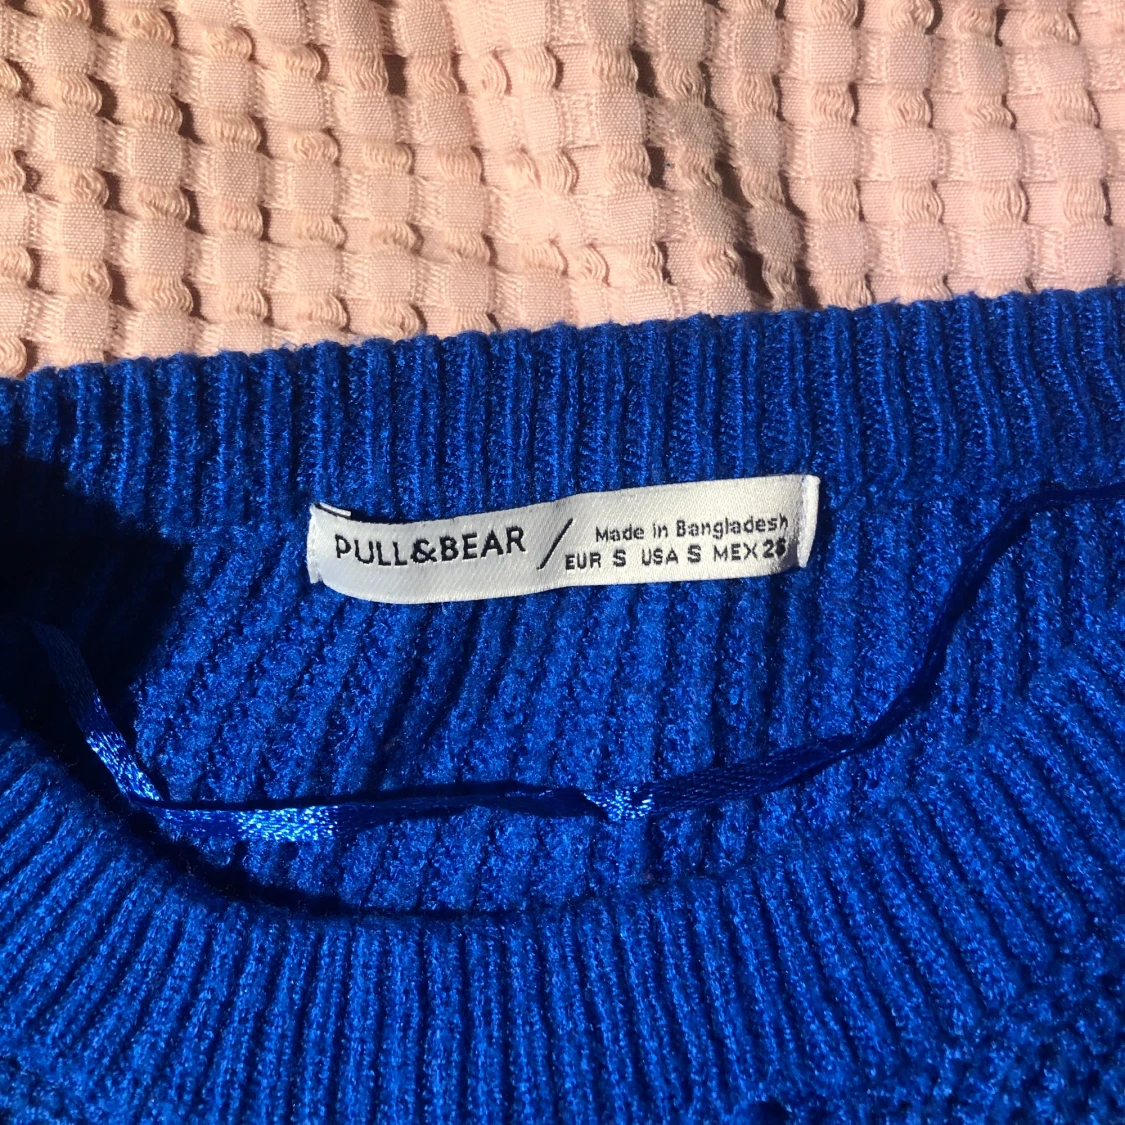 PULL&BEAR / Made in Bangladesh
EUR S USA S MEX 26